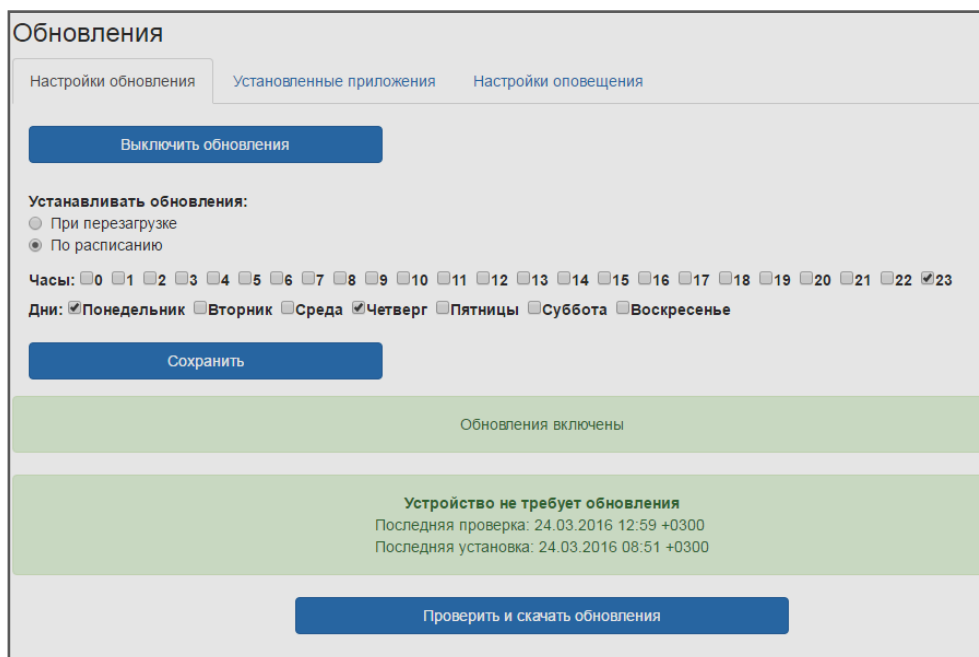 Обновления
Настройки обновления Установленные приложения Настройки оповещения
Выключить обновления
Устанавливать обновления:
При перезагрузке
По расписанию
Часы: 0 1 2 3 4 5 6 7 8 9 10 11 12 13 14 15 16 17 18 19 20 21 22 23
Дни: Понедельник Вторник Среда Четверг Пятницы Суббота Воскресенье
Сохранить
Обновления включены
Устройство не требует обновления
Последняя проверка: 24.03.2016 12:59 +0300
Последняя установка: 24.03.2016 08:51 +0300
Проверить и скачать обновления